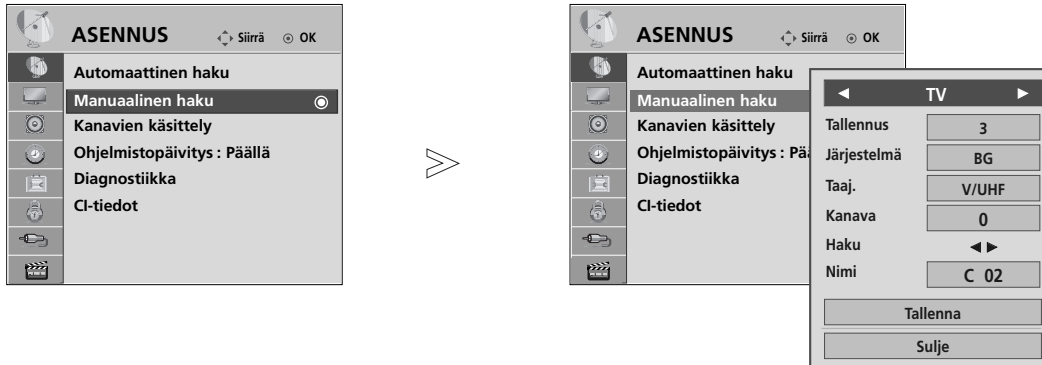 ASENNUS Siirrä OK
Automaattinen haku
Manuaalinen haku
Kanavien käsittely
Ohjelmistopäivitys : Päällä
Diagnostiikka
CI-tiedot
ASENNUS Siirrä OK
Automaattinen haku
Manuaalinen haku
Kanavien käsittely
Ohjelmistopäivitys : Pää
Diagnostiikka
CI-tiedot
◄ TV ►
Tallennus 3
Järjestelmä BG
Taaj. V/UHF
Kanava 0
Haku ◄ ►
Nimi C 02
Tallenna
Sulje